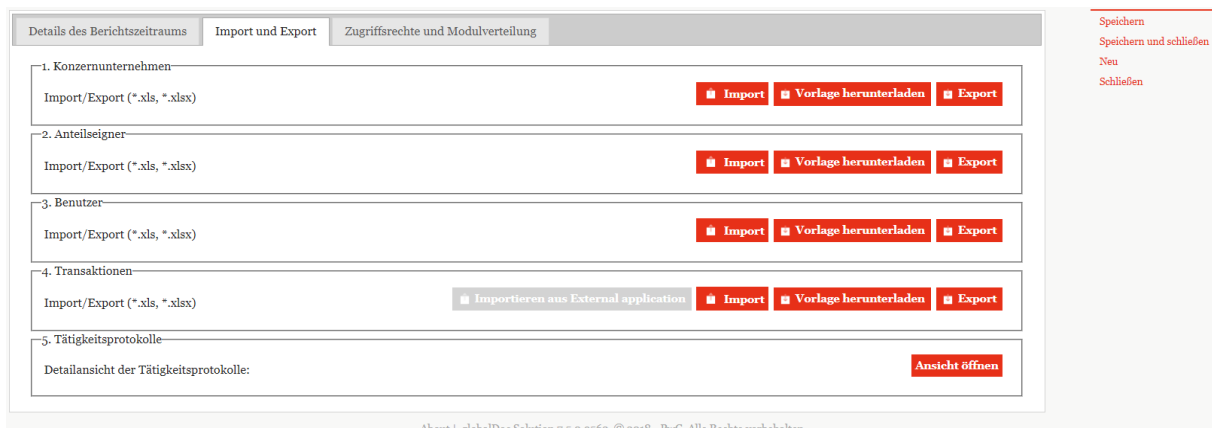 Details des Berichtszeitraums Import und Export Zugriffsrechte und Modulverteilung
Speichern
Speichern und schließen
Neu
Schließen
1. Konzernunternehmen
Import/Export (*.xls, *.xlsx) Import Vorlage herunterladen Export
2. Anteilseigner
Import/Export (*.xls, *.xlsx) Import Vorlage herunterladen Export
3. Benutzer
Import/Export (*.xls, *.xlsx) Import Vorlage herunterladen Export
4. Transaktionen
Import/Export (*.xls, *.xlsx) Importieren aus External application Import Vorlage herunterladen Export
5. Tätigkeitsprotokolle
Detailansicht der Tätigkeitsprotokolle: Ansicht öffnen